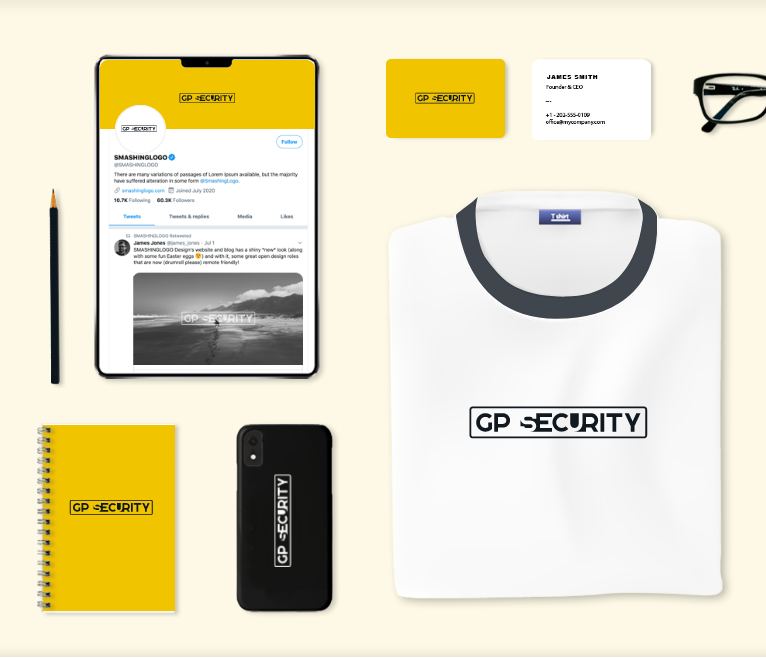 GP SECURITY
GP SECURITY
Follow
SMASHINGLOGO
@SMASHINGLOGO
There are many variations of passages of Lorem Ipsum available, but the majority
have suffered alteration in some form @SmashingLogo.
smashinglogo.com Joined July 2020
16.7K Following 60.3K Followers
Tweets Tweets & replies Media Likes
SMASHINGLOGO Retweeted
James Jones @james_jones · Jul 1
SMASHINGLOGO Design's website and blog has a shiny "new" look (along
with some fun Easter eggs 😉) and with it, some great open design roles
that are now [drumroll please] remote friendly!
GP SECURITY
GP SECURITY
JAMES SMITH
Founder & CEO
---
+1 - 202-555-0109
office@mycompany.com
T shirt
GP SECURITY
GP SECURITY
GP SECURITY